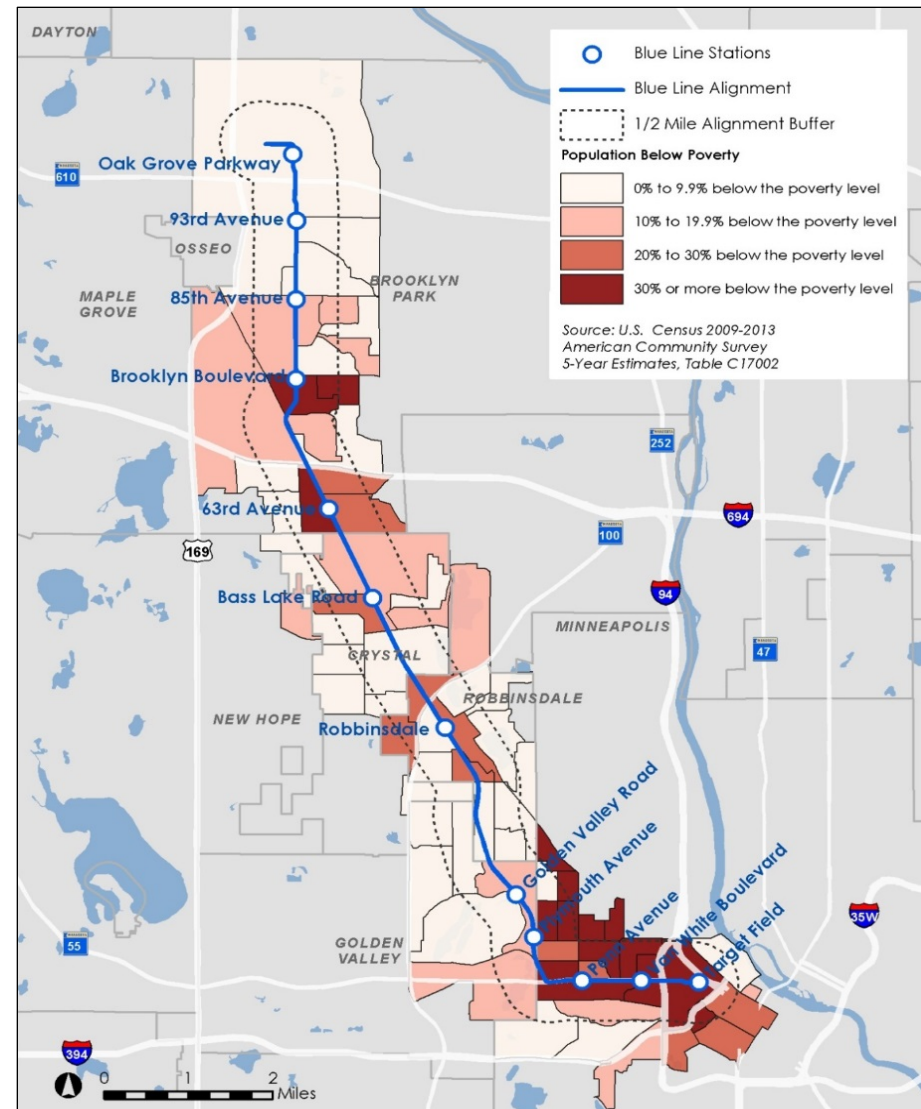 DAYTON
Blue Line Stations
Blue Line Alignment
1/2 Mile Alignment Buffer
Population Below Poverty
0% to 9.9% below the poverty level
10% to 19.9% below the poverty level
20% to 30% below the poverty level
30% or more below the poverty level
Source: U.S. Census 2009-2013
American Community Survey
5-Year Estimates, Table C17002
Oak Grove Parkway
610
93rd Avenue
OSSEO
BROOKLYN
PARK
MAPLE
GROVE
85th Avenue
Brooklyn Boulevard
252
63rd Avenue
694
100
169
94
Bass Lake Road
MINNEAPOLIS
47
CRYSTAL
ROBBINSDALE
NEW HOPE
Robbinsdale
Golden Valley Road
Plymouth Avenue
Penn Avenue
Van White Boulevard
Target Field
35W
55
GOLDEN
VALLEY
394
0 1 2
Miles